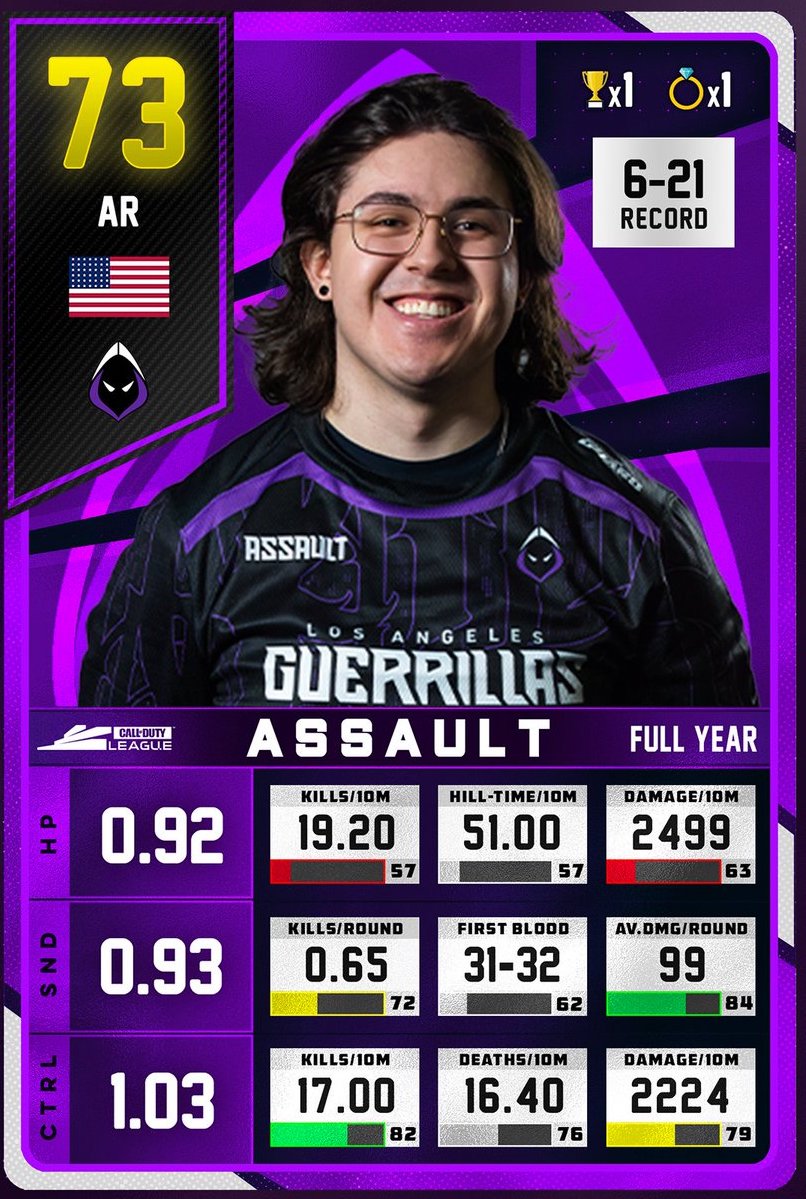 73
AR
x1 x1
6-21
RECORD
ASSAULT
LOS ANGELES
GUERRILLAS
CALL OF DUTY
LEAGUE
ASSAULT
FULL YEAR
HP
0.92
KILLS/10M
19.20
57
HILL-TIME/10M
51.00
57
DAMAGE/10M
2499
63
SND
0.93
KILLS/ROUND
0.65
72
FIRST BLOOD
31-32
62
AV.DMG/ROUND
99
84
CTRL
1.03
KILLS/10M
17.00
82
DEATHS/10M
16.40
76
DAMAGE/10M
2224
79